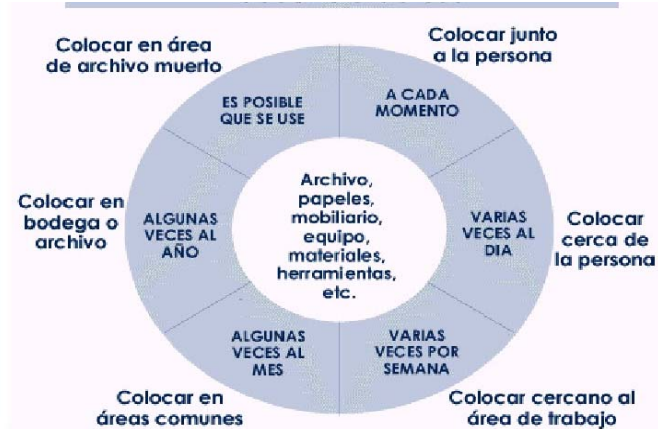 Colocar en área
de archivo muerto
Colocar junto
a la persona
ES POSIBLE
QUE SE USE
A CADA
MOMENTO
Colocar en
bodega o
archivo
ALGUNAS
VECES AL
AÑO
Archivo,
papeles,
mobiliario,
equipo,
materiales,
herramientas,
etc.
VARIAS
VECES AL
DIA
Colocar
cerca de
la persona
ALGUNAS
VECES AL
MES
VARIAS
VECES POR
SEMANA
Colocar en
áreas comunes
Colocar cercano al
área de trabajo